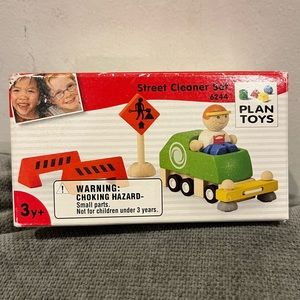 Street Cleaner Set
6244
PLAN
TOYS
WARNING:
CHOKING HAZARD-
Small parts.
Not for children under 3 years.
3y+